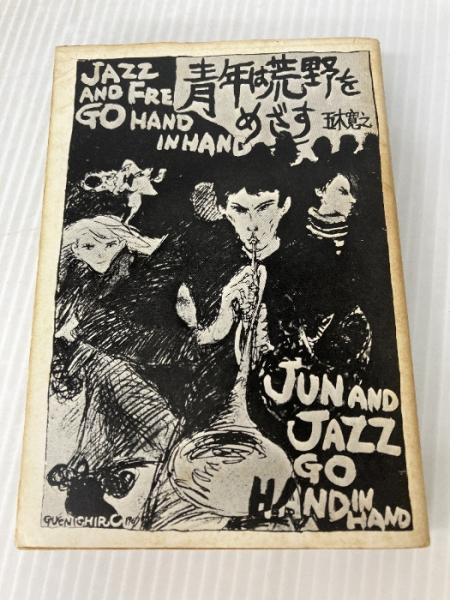 JAZZ
AND FRE
GO HAND
IN HAND
青年は荒野を
めざす
五木寛之
JUN AND
JAZZ
GO
HAND IN
HAND